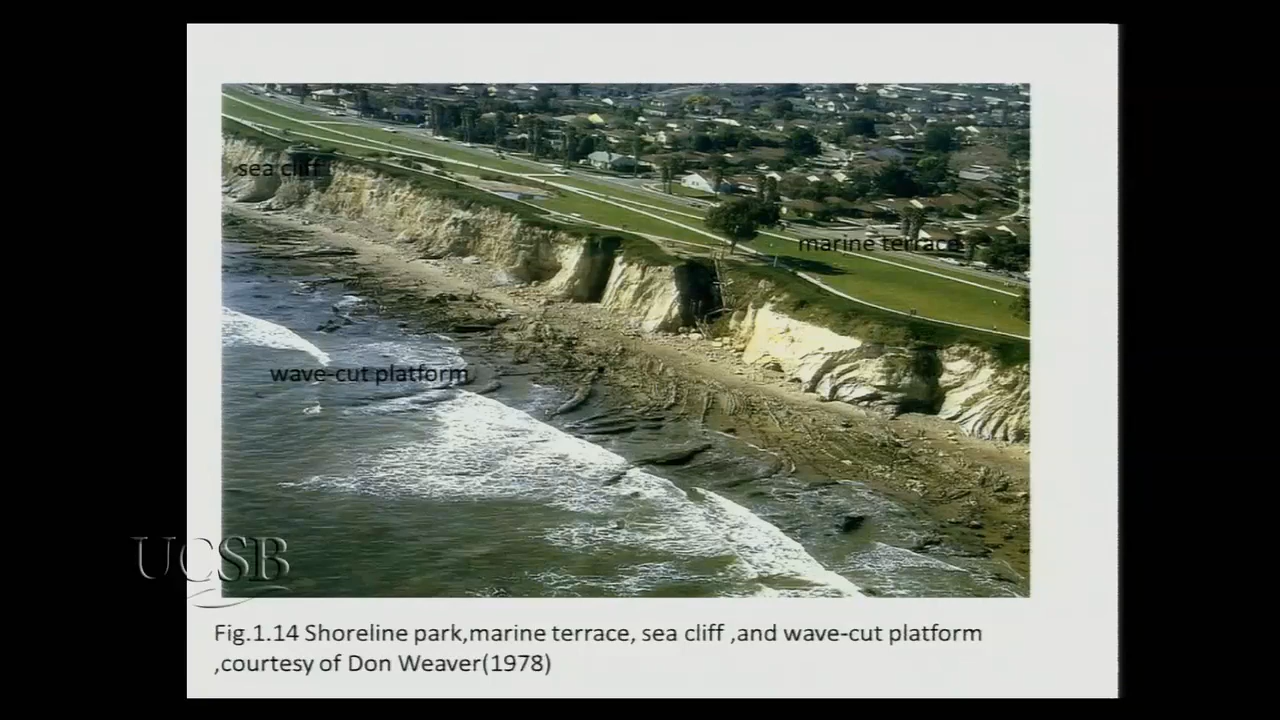 sea cliff
marine terrace
wave-cut platform
UCSB
Fig.1.14 Shoreline park,marine terrace, sea cliff ,and wave-cut platform
,courtesy of Don Weaver(1978)